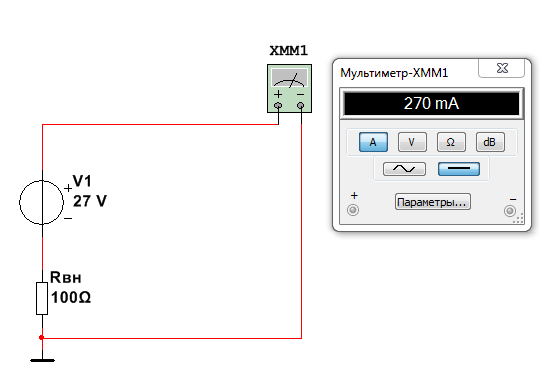 XMM1
+ −
V1
+
27 V
−
Rвн
100Ω
Мультиметр-XMM1
270 mA
A V Ω dB
+
Параметры...
−